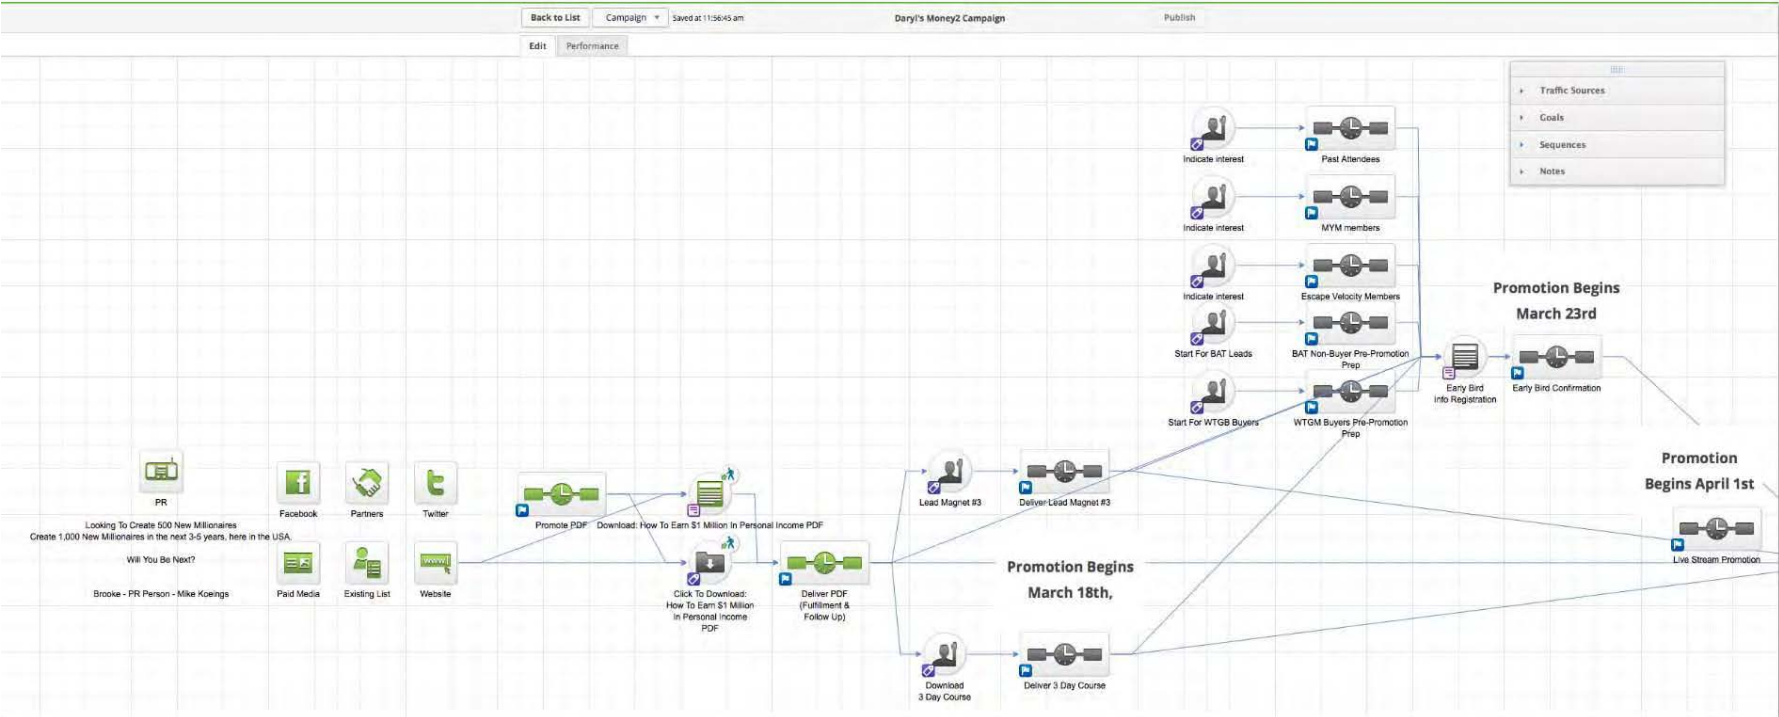 Back to List
Campaign
Saved at 11:56:45 am
Daryl's Money2 Campaign
Publish
Edit
Performance
Traffic Sources
Goals
Sequences
Notes
Indicate interest
Past Attendees
Indicate interest
MYM members
Indicate interest
Escape Velocity Members
Start For BAT Leads
BAT Non-Buyer Pre-Promotion
Prep
Start For WTGB Buyers
WTGM Buyers Pre-Promotion
Prep
Promotion Begins
March 23rd
Early Bird
Info Registration
Early Bird Confirmation
Promotion
Begins April 1st
Live Stream Promotion
PR
Looking To Create 500 New Millionaires
Create 1,000 New Millionaires in the next 3-5 years, here in the USA.
Will You Be Next?
Brooke - PR Person - Mike Koeings
Facebook
Partners
Twitter
Paid Media
Existing List
www.
Website
Promote PDF
Download: How To Earn $1 Million In Personal Income PDF
Click To Download:
How To Earn $1 Million
In Personal Income
PDF
Deliver PDF
(Fulfillment &
Follow Up)
Lead Magnet #3
Deliver Lead Magnet #3
Promotion Begins
March 18th,
Download
3 Day Course
Deliver 3 Day Course